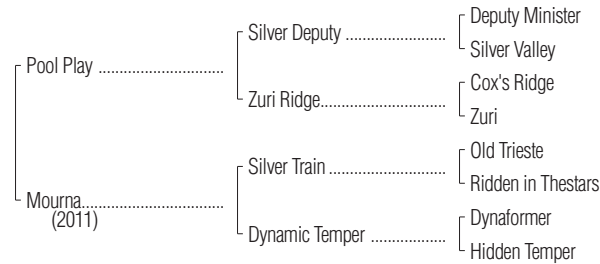 Deputy Minister
Silver Deputy ....................
Silver Valley
Pool Play .........................
Cox's Ridge
Zuri Ridge.........................
Zuri
Old Trieste
Silver Train .......................
Ridden in Thestars
Mourna............................
(2011)
Dynaformer
Dynamic Temper ...............
Hidden Temper